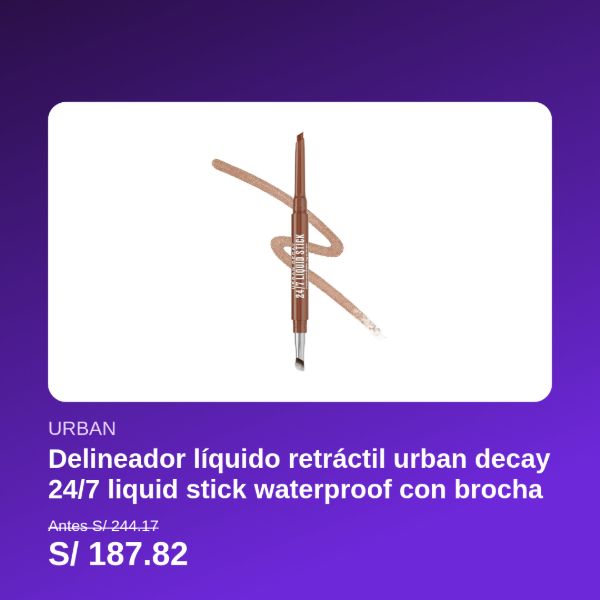 24/7 LIQUID STICK
URBAN
Delineador líquido retráctil urban decay
24/7 liquid stick waterproof con brocha
Antes S/ 244.17
S/ 187.82